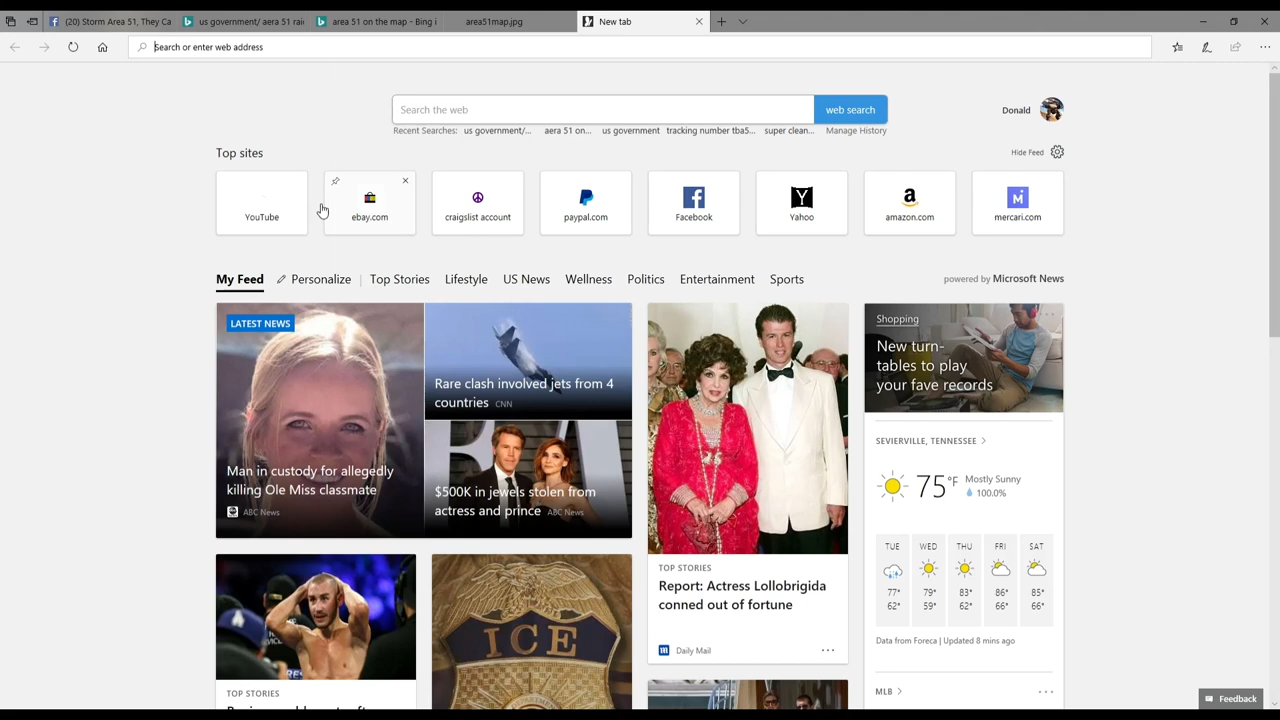 (20) Storm Area 51, They Ca
us government/ aera 51 raid
area 51 on the map - Bing i
area51map.jpg
New tab
Search or enter web address
Search the web
web search
Donald
Recent Searches: us government/... aera 51 on... us government tracking number tba5... super clean... Manage History
Top sites
Hide Feed
YouTube
ebay.com
craigslist account
paypal.com
Facebook
Yahoo
amazon.com
mercari.com
My Feed
Personalize
Top Stories
Lifestyle
US News
Wellness
Politics
Entertainment
Sports
powered by Microsoft News
LATEST NEWS
Man in custody for allegedly
killing Ole Miss classmate
ABC News
Rare clash involved jets from 4
countries CNN
$500K in jewels stolen from
actress and prince ABC News
TOP STORIES
Report: Actress Lollobrigida
conned out of fortune
Daily Mail
Shopping
New turn-
tables to play
your fave records
SEVIERVILLE, TENNESSEE
75°F
Mostly Sunny
100.0%
TUE WED THU FRI SAT
77° 79° 83° 86° 85°
62° 59° 62° 66° 66°
Data from Foreca | Updated 8 mins ago
MLB
TOP STORIES
ICE
Feedback